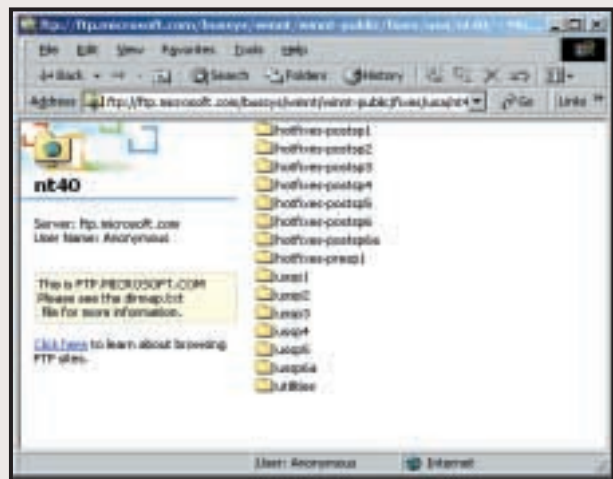 File Edit View Favorites Tools Help
Back Search Folders History
Address ftp://ftp.microsoft.com/bussys/winnt/winnt-public/fixes/usa/nt4 Go Links
nt40
Server: ftp.microsoft.com
User Name: Anonymous
This is FTP.MICROSOFT.COM
Please see the dirmap.txt
file for more information.
Click here to learn about browsing
FTP sites.
hotfixes-postsp1
hotfixes-postsp2
hotfixes-postsp3
hotfixes-postsp4
hotfixes-postsp5
hotfixes-postsp6
hotfixes-postsp6a
hotfixes-presp1
ussp1
ussp2
ussp3
ussp4
ussp5
ussp6a
utilities
User: Anonymous Internet